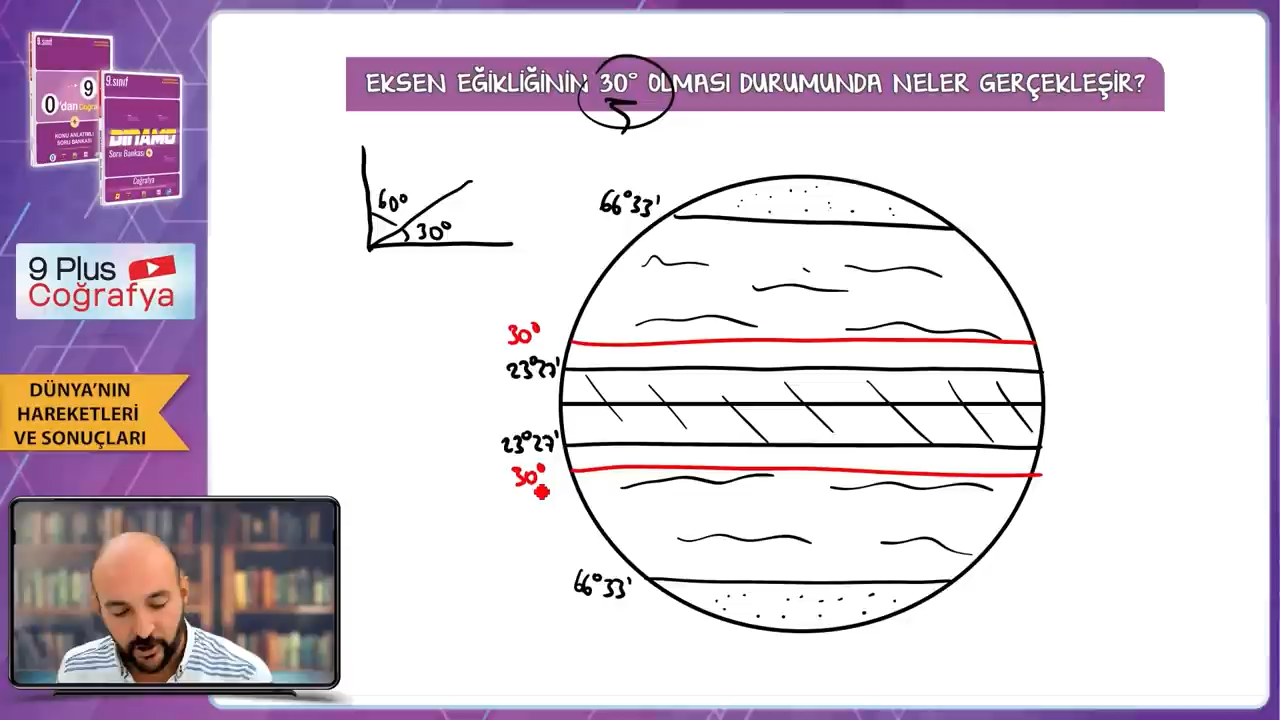 EKSEN EĞİKLİĞİNİN 30° OLMASI DURUMUNDA NELER GERÇEKLEŞİR?
9.sınıf
0'dan 9
KONU ANLATIMLI
SORU BANKASI
9.sınıf
DİNAMO
Soru Bankası
Coğrafya
9 Plus
Coğrafya
DÜNYA'NIN
HAREKETLERİ
VE SONUÇLARI
60°
30°
66°33'
30°
23°27'
23°27'
30°
66°33'